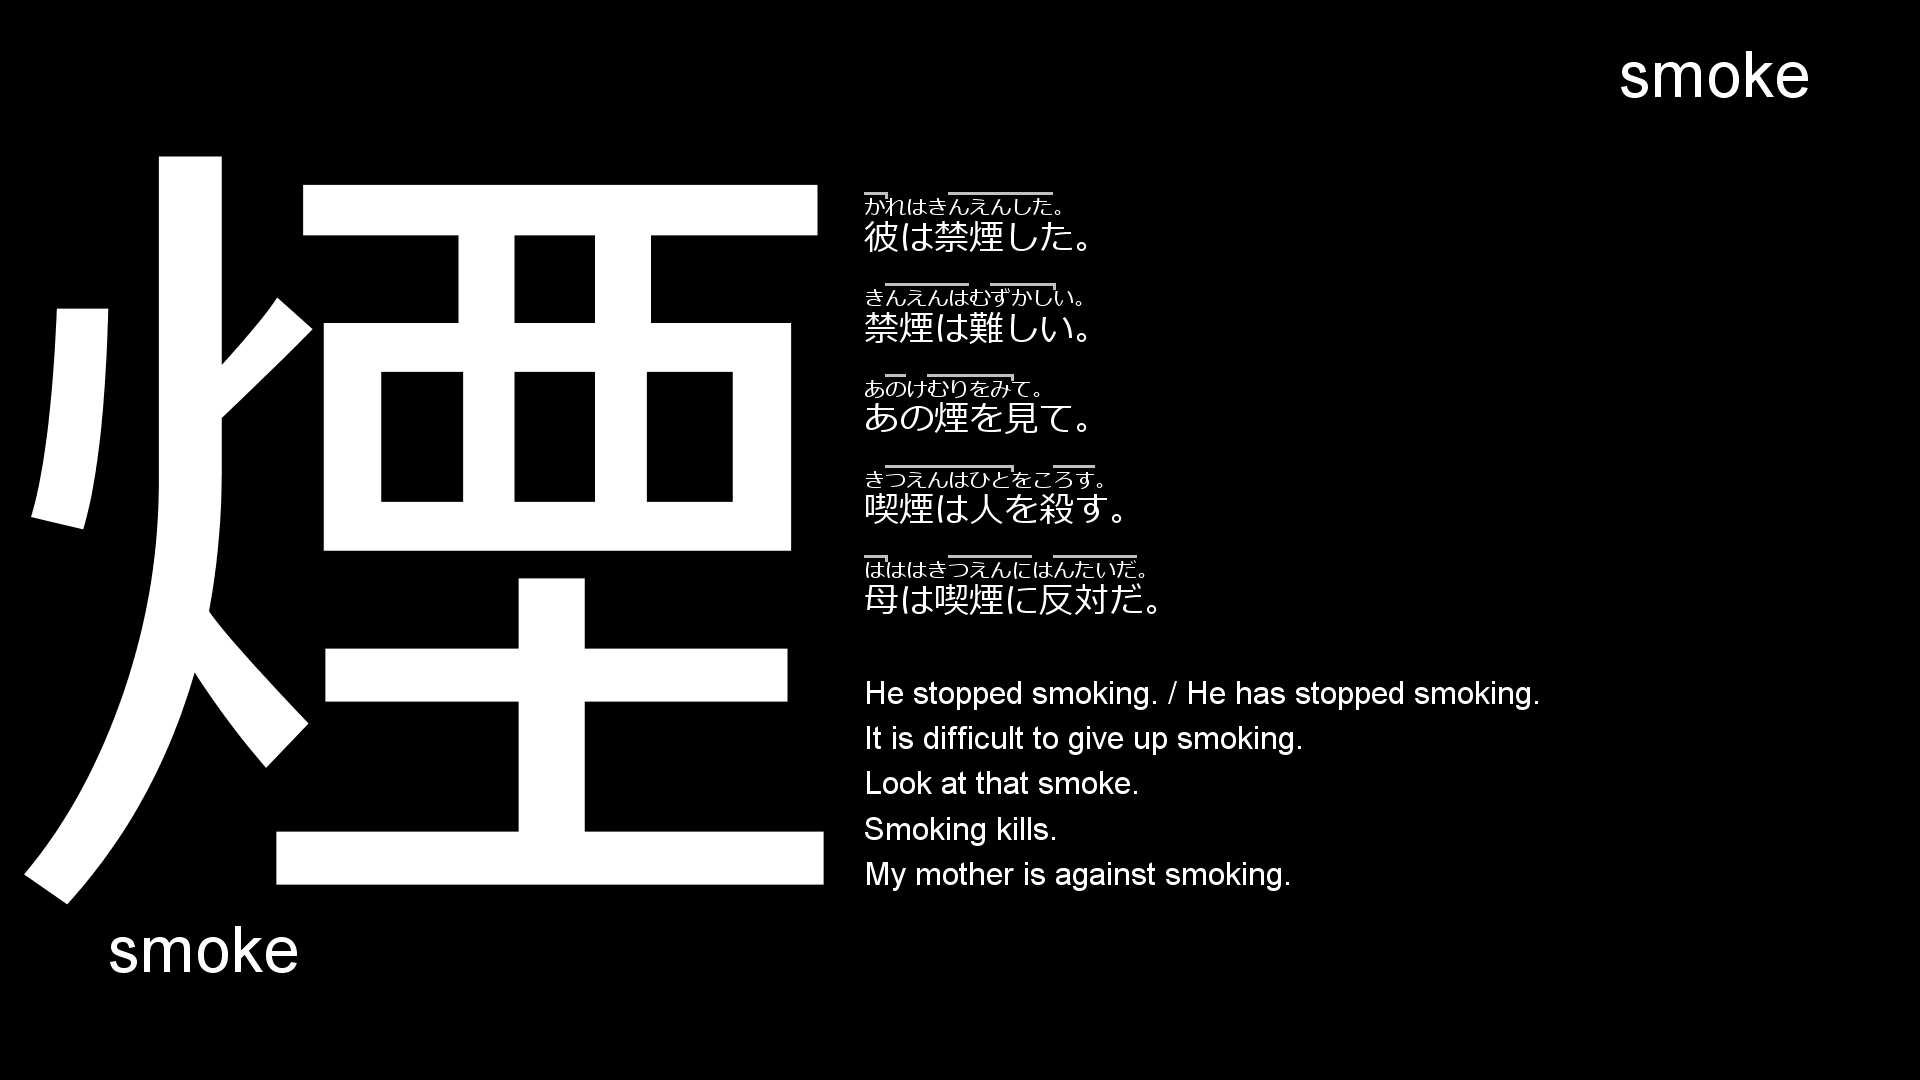 smoke
煙
かれはきんえんした。
彼は禁煙した。
きんえんはむずかしい。
禁煙は難しい。
あのけむりをみて。
あの煙を見て。
きつえんはひとをころす。
喫煙は人を殺す。
はははきつえんにはんたいだ。
母は喫煙に反対だ。
He stopped smoking. / He has stopped smoking.
It is difficult to give up smoking.
Look at that smoke.
Smoking kills.
My mother is against smoking.
smoke